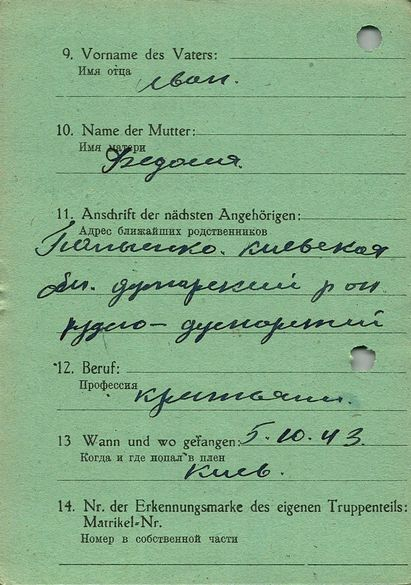 9. Vorname des Vaters:
Имя отца
Иван.
10. Name der Mutter:
Имя матери
Федосия.
11. Anschrift der nächsten Angehörigen:
Адрес ближайших родственников
киевская
дымарский р он
12. Beruf:
Профессия
13 Wann und wo gefangen: 5. 10. 43.
Когда и где попал в плен
Киев.
14. Nr. der Erkennungsmarke des eigenen Truppenteils:
Matrikel-Nr.
Номер в собственной части